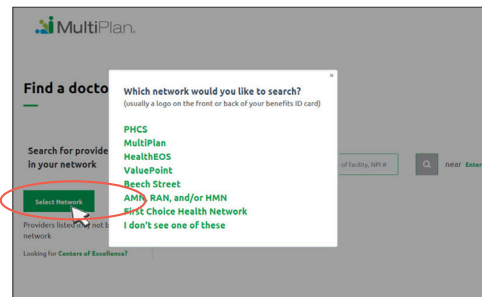 MultiPlan.
Find a docto
×
Which network would you like to search?
(usually a logo on the front or back of your benefits ID card)
PHCS
MultiPlan
HealthEOS
ValuePoint
Beech Street
AMN, RAN, and/or HMN
First Choice Health Network
I don't see one of these
Search for provide
in your network
of facility, NPI #
near Enter
Select Network
Providers listed may not b
network
Looking for Centers of Excellence?